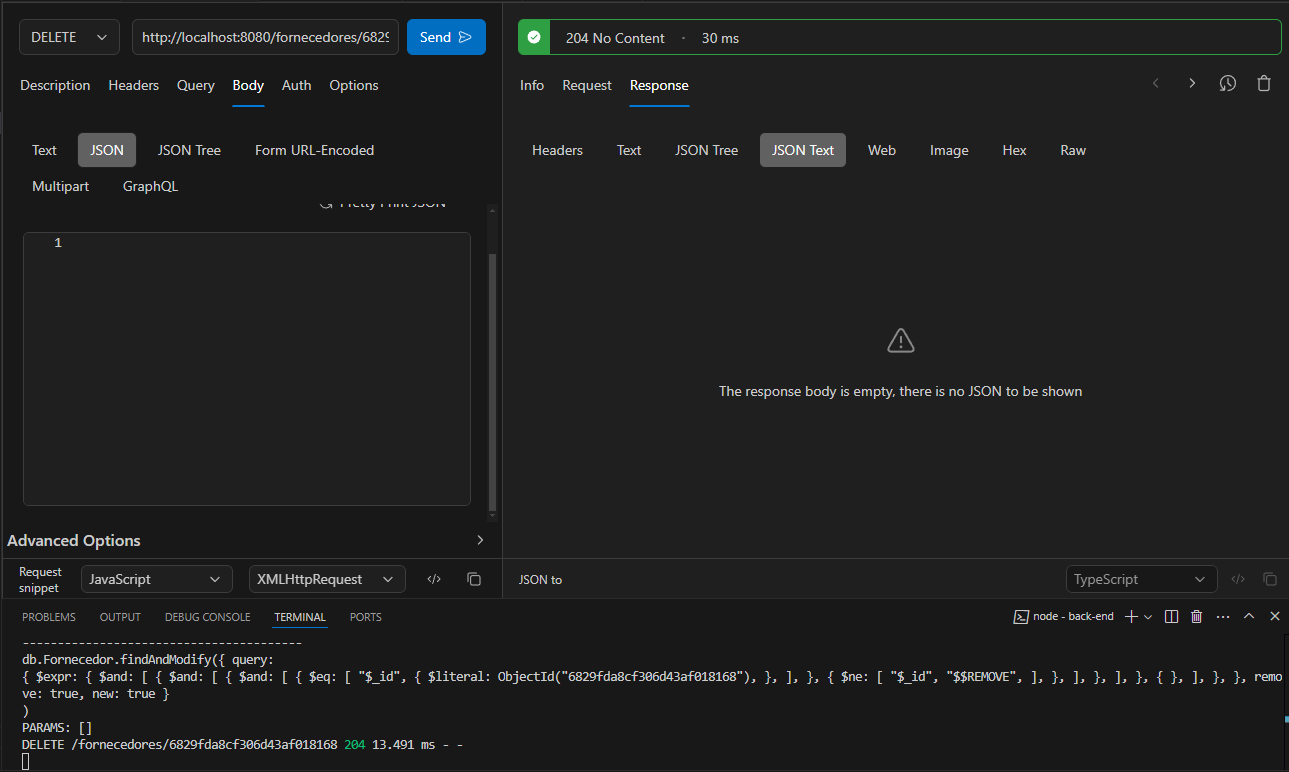 DELETE
http://localhost:8080/fornecedores/6829
Send
204 No Content · 30 ms
Description Headers Query Body Auth Options
Info Request Response
Text JSON JSON Tree Form URL-Encoded
Multipart GraphQL
Headers Text JSON Tree JSON Text Web Image Hex Raw
Pretty Print JSON
1
The response body is empty, there is no JSON to be shown
Advanced Options
Request
snippet
JavaScript
XMLHttpRequest
JSON to
TypeScript
PROBLEMS OUTPUT DEBUG CONSOLE TERMINAL PORTS
node - back-end
----------------------------------------
db.Fornecedor.findAndModify({ query:
{ $expr: { $and: [ { $and: [ { $and: [ { $eq: [ "$_id", { $literal: ObjectId("6829fda8cf306d43af018168"), }, ], }, { $ne: [ "$_id", "$$REMOVE", ], }, ], }, ], }, { }, ], }, }, remo
ve: true, new: true }
)
PARAMS: []
DELETE /fornecedores/6829fda8cf306d43af018168 204 13.491 ms - -